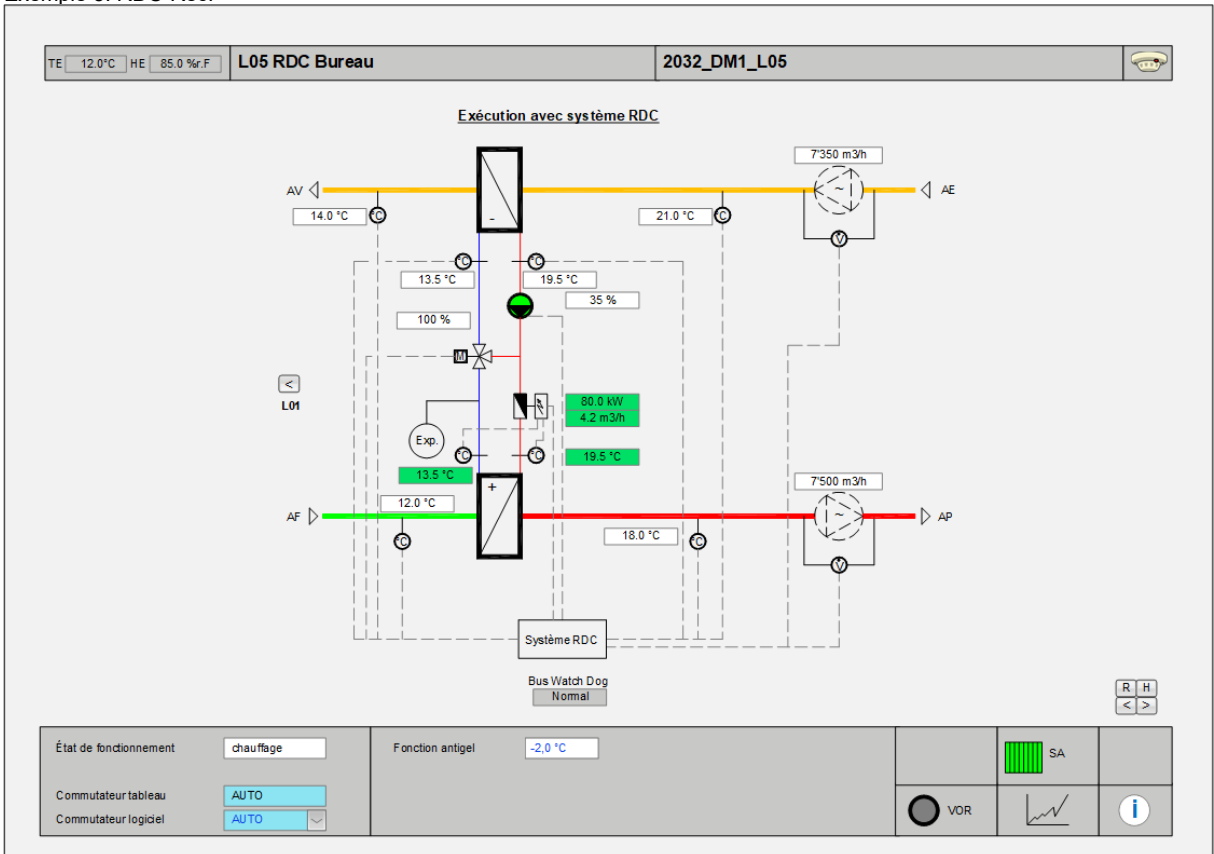 TE 12.0°C HE 85.0 %r.F L05 RDC Bureau 2032_DM1_L05
Exécution avec système RDC
7'350 m3/h
AV AE
14.0 °C °C 21.0 °C °C
V
°C °C
13.5 °C 19.5 °C
35 %
100 %
M
<
L01
80.0 kW
4.2 m3/h
Exp.
°C °C 19.5 °C
13.5 °C
7'500 m3/h
+
12.0 °C
AF AP
18.0 °C
°C °C
V
Système RDC
Bus Watch Dog
Normal
R H
< >
État de fonctionnement chauffage Fonction antigel -2,0 °C
SA
Commutateur tableau AUTO
Commutateur logiciel AUTO
VOR i